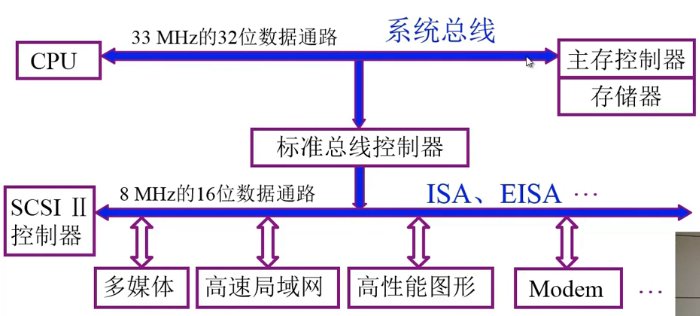 33 MHz的32位数据通路
系统总线
CPU
主存控制器
存储器
标准总线控制器
8 MHz的16位数据通路
ISA、EISA …
SCSI Ⅱ
控制器
多媒体
高速局域网
高性能图形
Modem
…